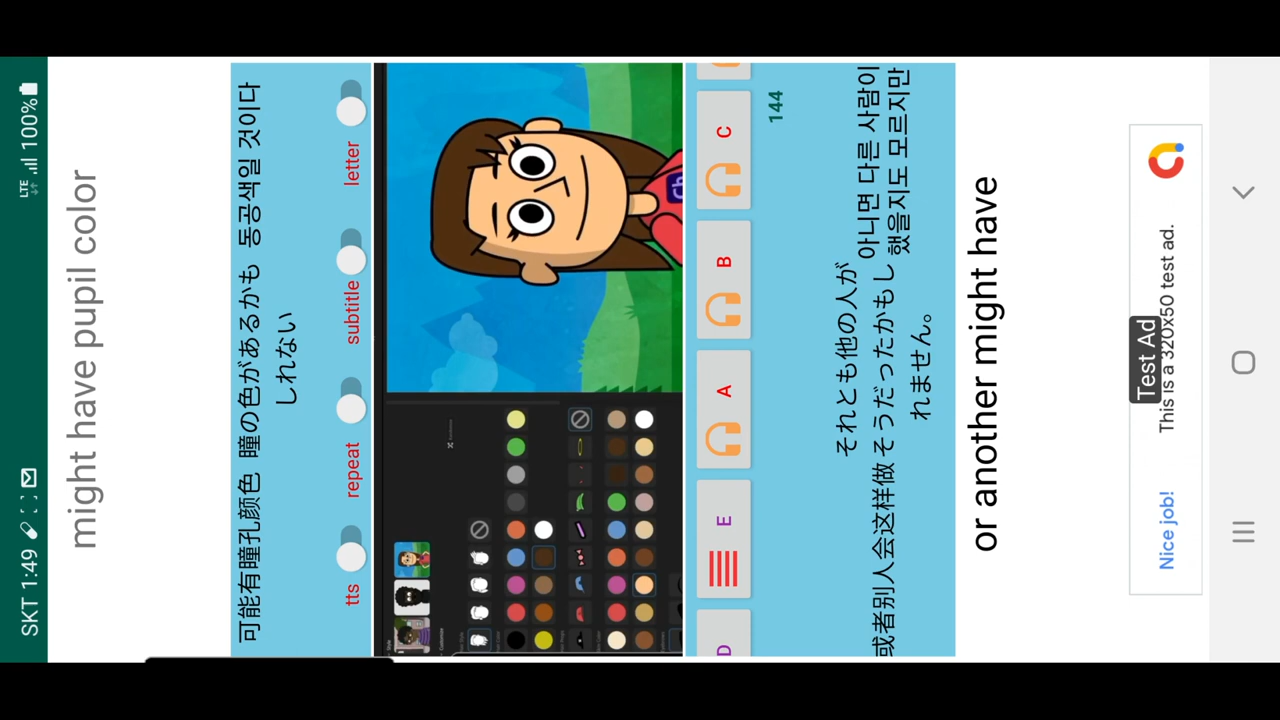 SKT 1:49 LTE 100%
might have pupil color
可能有瞳孔颜色
瞳の色があるかも
しれない
동공색일 것이다
tts
repeat
subtitle
letter
Ch
D
E
A
B
C
144
或者别人会这样做
それとも他の人が
そうだったかもし
れません。
아니면 다른 사람이
했을지도 모르지만
or another might have
Test Ad
Nice job!
This is a 320x50 test ad.